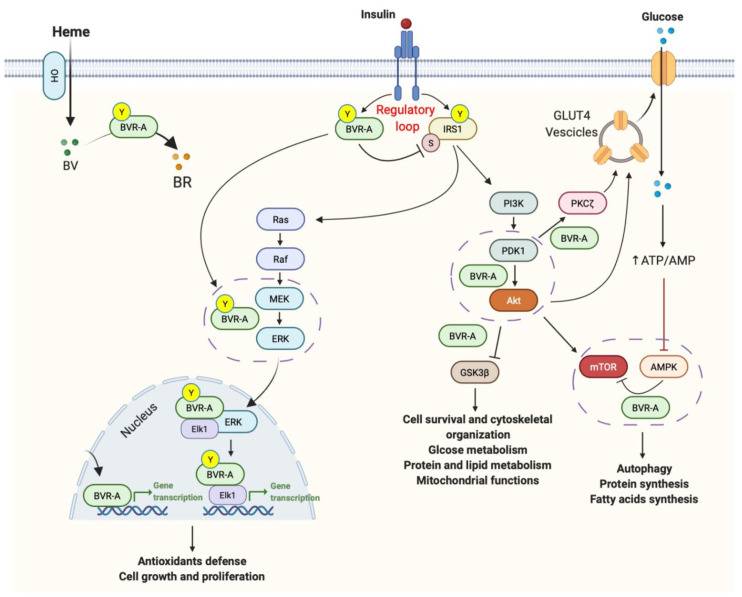 Insulin
Glucose
Heme
HO
Y
BVR-A
BV
BR
Y
BVR-A
Regulatory
loop
Y
IRS1
S
GLUT4
Vescicles
Ras
Raf
MEK
Y
BVR-A
ERK
PI3K
PKCζ
BVR-A
PDK1
BVR-A
Akt
↑ATP/AMP
BVR-A
GSK3β
mTOR
AMPK
BVR-A
Cell survival and cytoskeletal
organization
Glcose metabolism
Protein and lipid metabolism
Mitochondrial functions
Autophagy
Protein synthesis
Fatty acids synthesis
Nucleus
Y
BVR-A
Elk1
ERK
Y
BVR-A
Elk1
Gene
transcription
BVR-A
Gene
transcription
Antioxidants defense
Cell growth and proliferation